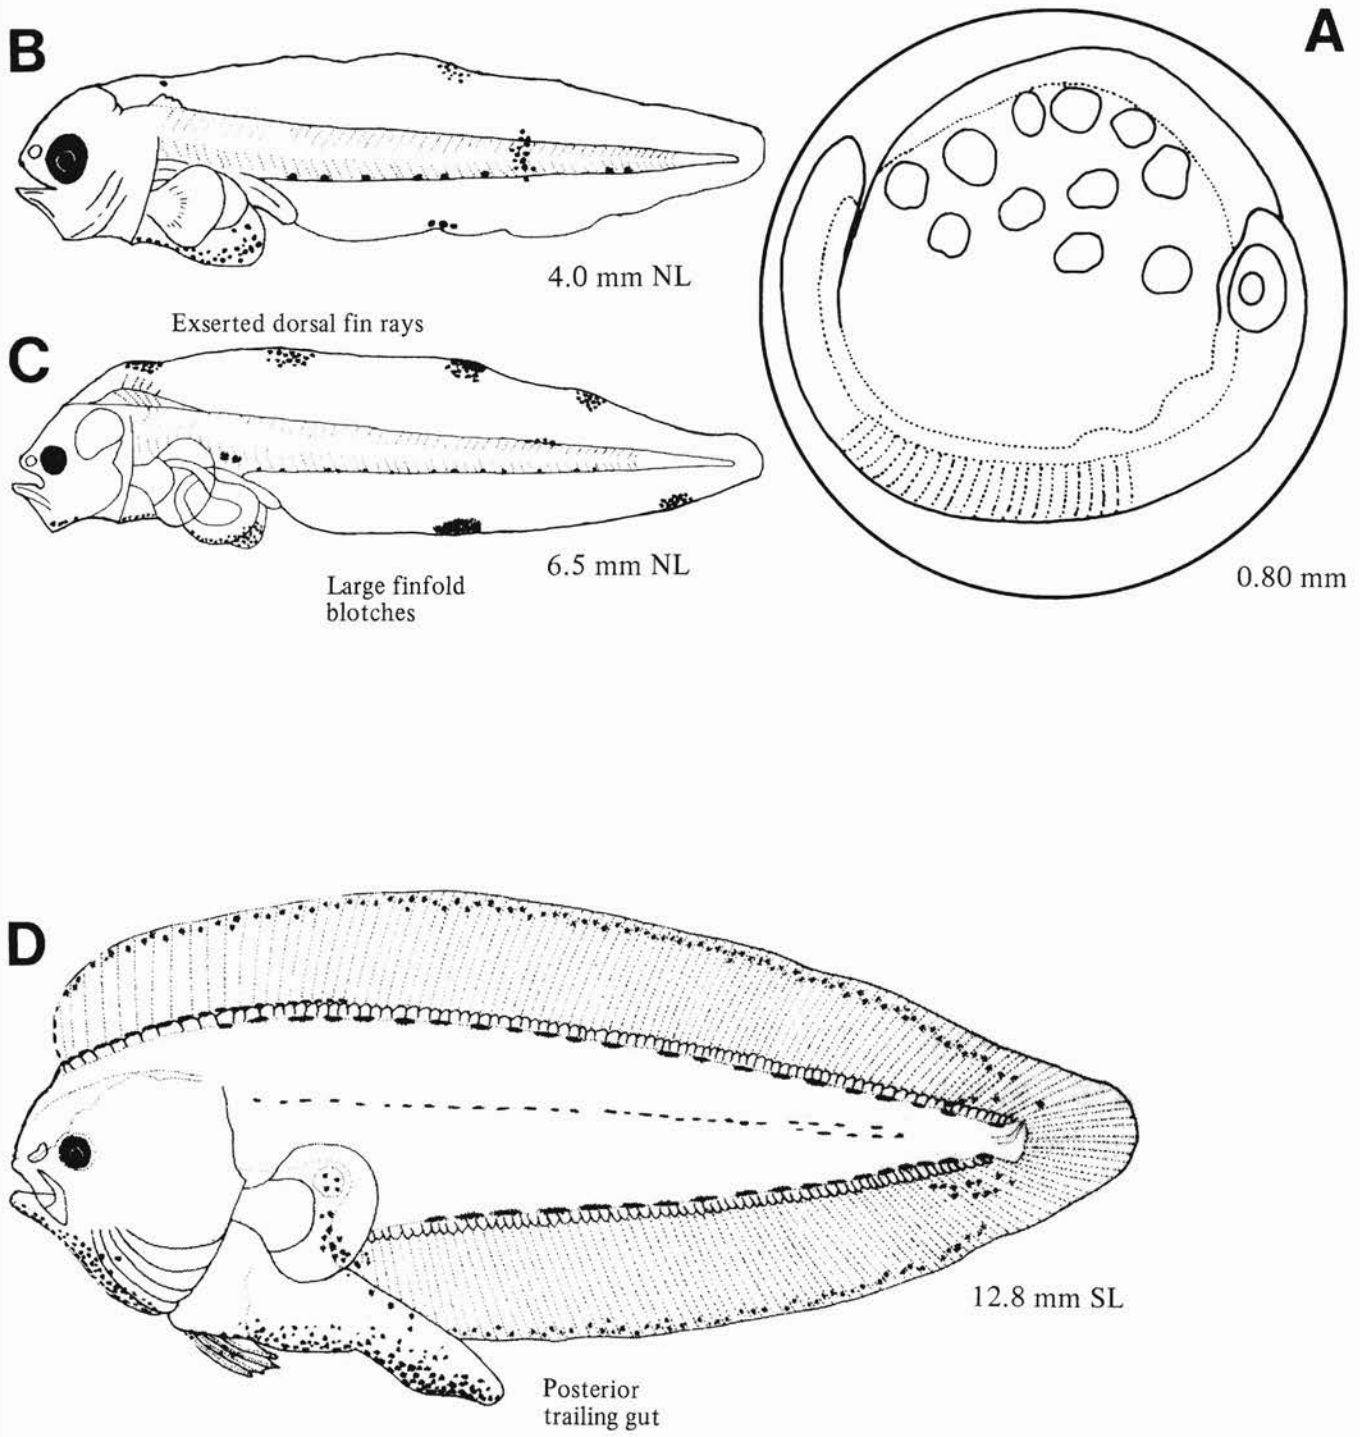 B
A
4.0 mm NL
Exserted dorsal fin rays
C
6.5 mm NL
0.80 mm
Large finfold
blotches
D
12.8 mm SL
Posterior
trailing gut